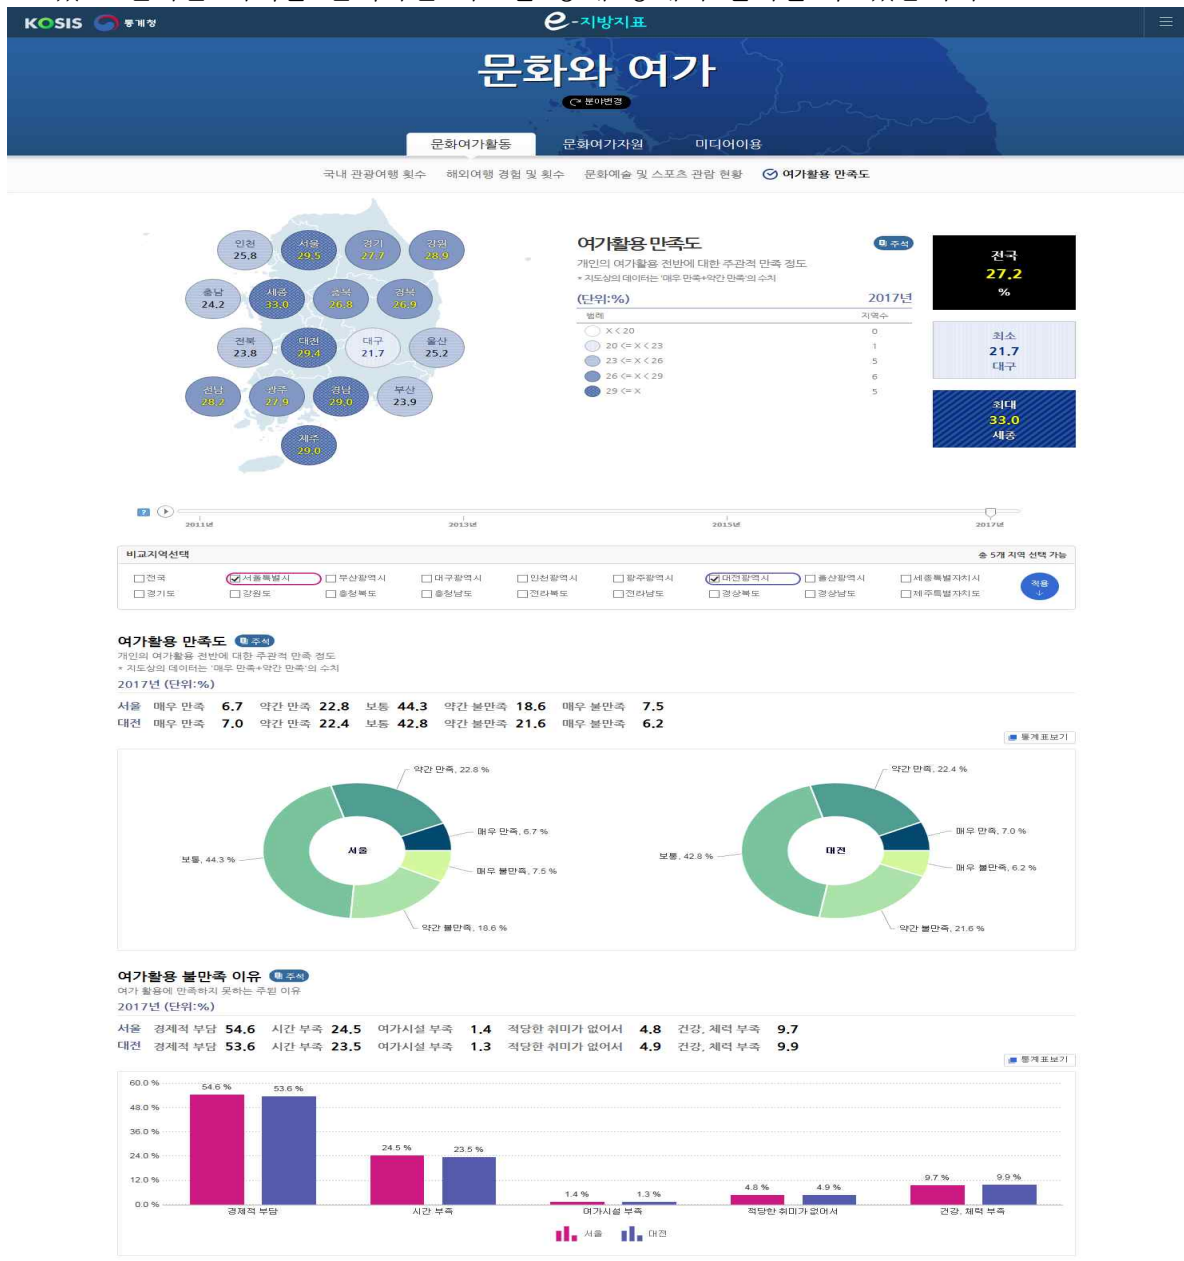 KOSIS 통계청
e-지방지표
문화와 여가
분야변경
문화여가활동 문화여가자원 미디어이용
국내 관광여행 횟수 해외여행 경험 및 횟수 문화예술 및 스포츠 관람 현황 여가활용 만족도
인천 25.8 서울 29.5 경기 27.7 강원 28.9
충남 24.2 세종 33.0 충북 26.8 경북 26.9
전북 23.8 대전 29.4 대구 21.7 울산 25.2
전남 28.2 광주 27.9 경남 29.0 부산 23.9
제주 29.0
여가활용 만족도 주석
개인의 여가활용 전반에 대한 주관적 만족 정도
* 지도상의 데이터는 '매우 만족+약간 만족'의 수치
(단위:%) 2017년
범례 지역수
X < 20 0
20 <= X < 23 1
23 <= X < 26 5
26 <= X < 29 6
29 <= X 5
전국
27.2
%
최소
21.7
대구
최대
33.0
세종
?
2011년 2013년 2015년 2017년
비교지역선택 총 5개 지역 선택 가능
전국 서울특별시 부산광역시 대구광역시 인천광역시 광주광역시 대전광역시 울산광역시 세종특별자치시
경기도 강원도 충청북도 충청남도 전라북도 전라남도 경상북도 경상남도 제주특별자치도
적용
여가활용 만족도 주석
개인의 여가활용 전반에 대한 주관적 만족 정도
* 지도상의 데이터는 '매우 만족+약간 만족'의 수치
2017년 (단위:%)
서울 매우 만족 6.7 약간 만족 22.8 보통 44.3 약간 불만족 18.6 매우 불만족 7.5
대전 매우 만족 7.0 약간 만족 22.4 보통 42.8 약간 불만족 21.6 매우 불만족 6.2
통계표보기
약간 만족, 22.8 %
매우 만족, 6.7 %
서울
보통, 44.3 %
매우 불만족, 7.5 %
약간 불만족, 18.6 %
약간 만족, 22.4 %
매우 만족, 7.0 %
대전
보통, 42.8 %
매우 불만족, 6.2 %
약간 불만족, 21.6 %
여가활용 불만족 이유 주석
여가 활용에 만족하지 못하는 주된 이유
2017년 (단위:%)
서울 경제적 부담 54.6 시간 부족 24.5 여가시설 부족 1.4 적당한 취미가 없어서 4.8 건강, 체력 부족 9.7
대전 경제적 부담 53.6 시간 부족 23.5 여가시설 부족 1.3 적당한 취미가 없어서 4.9 건강, 체력 부족 9.9
통계표보기
60.0 %
48.0 %
36.0 %
24.0 %
12.0 %
0.0 %
54.6 % 53.6 %
24.5 % 23.5 %
1.4 % 1.3 %
4.8 % 4.9 %
9.7 % 9.9 %
경제적 부담 시간 부족 여가시설 부족 적당한 취미가 없어서 건강, 체력 부족
서울 대전